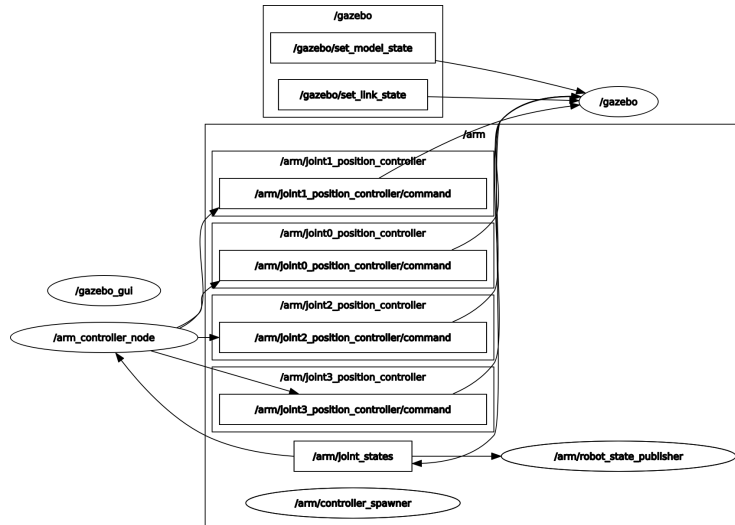 /gazebo
/gazebo/set_model_state
/gazebo/set_link_state
/gazebo
/arm
/arm/joint1_position_controller
/arm/joint1_position_controller/command
/arm/joint0_position_controller
/arm/joint0_position_controller/command
/gazebo_gui
/arm/joint2_position_controller
/arm/joint2_position_controller/command
/arm_controller_node
/arm/joint3_position_controller
/arm/joint3_position_controller/command
/arm/joint_states
/arm/robot_state_publisher
/arm/controller_spawner